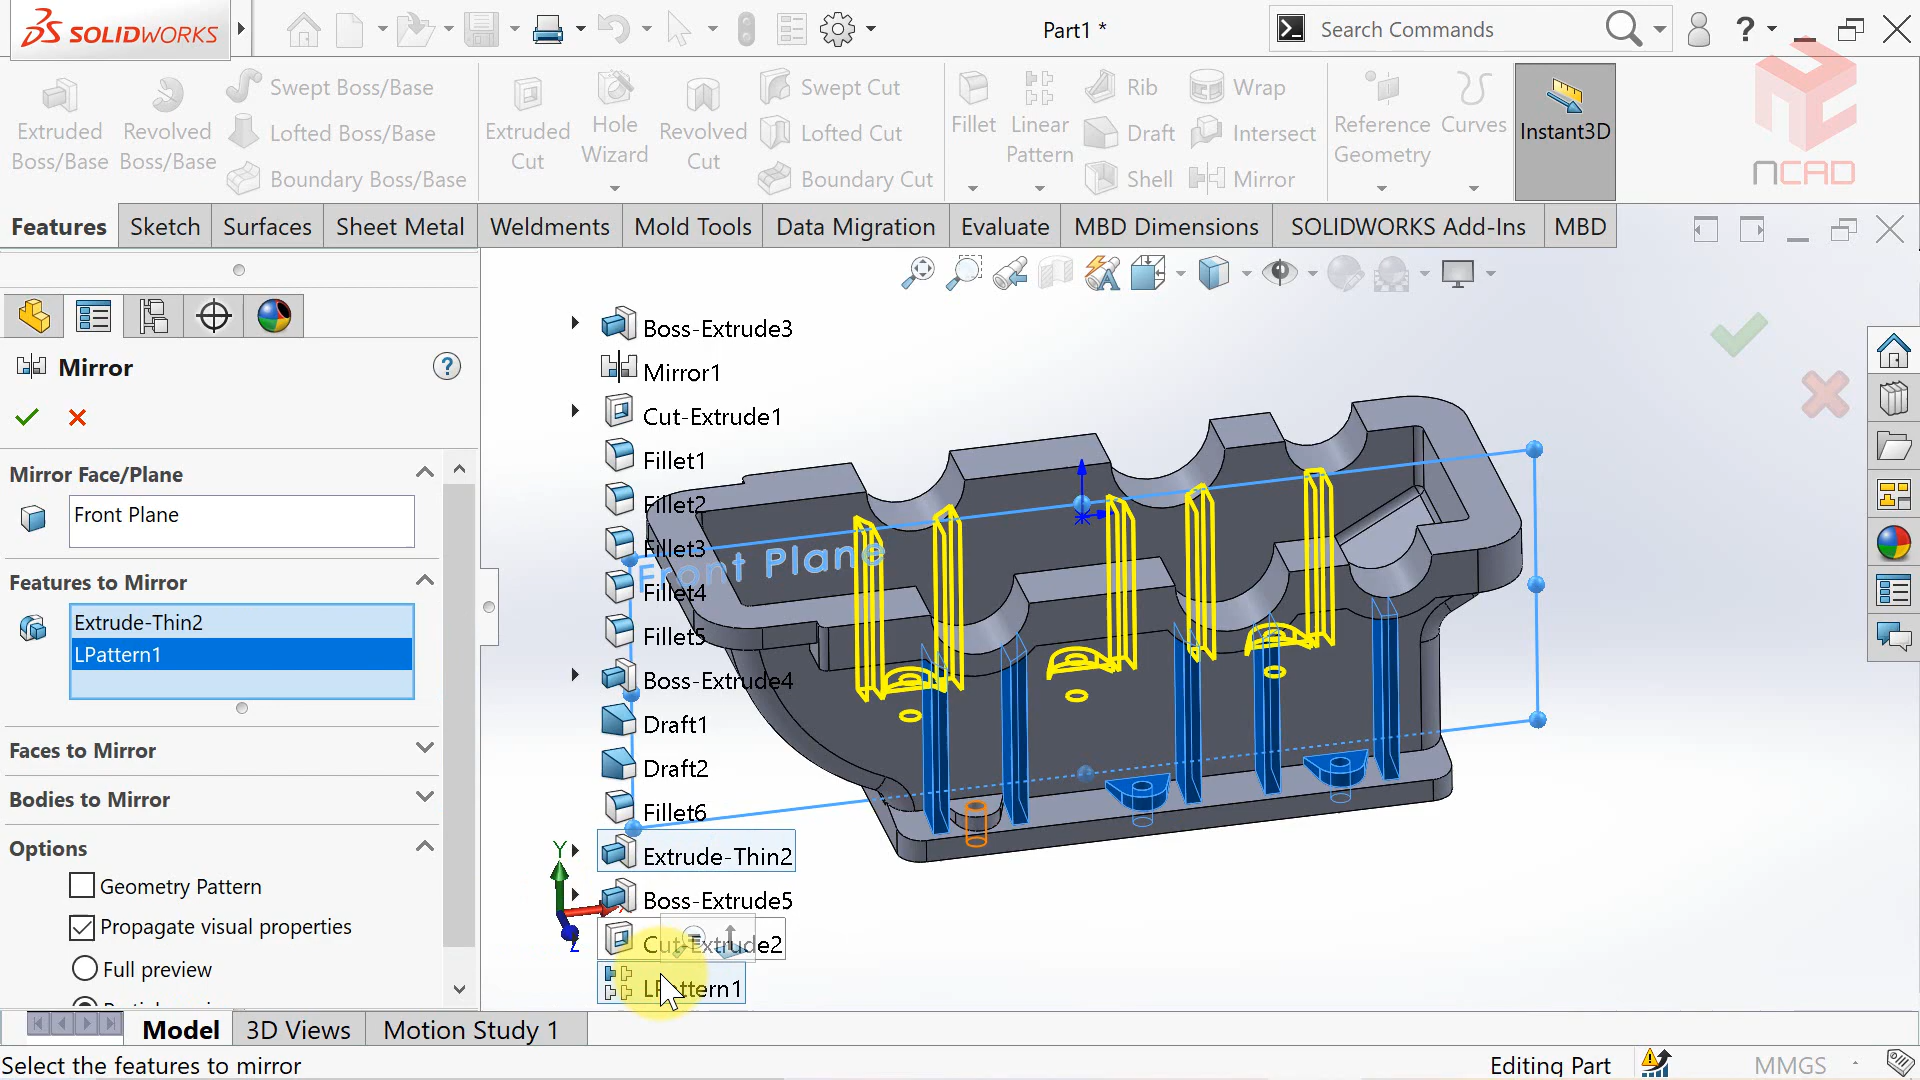 SOLIDWORKS
Part1 *
Search Commands
?
Extruded Boss/Base
Revolved Boss/Base
Swept Boss/Base
Lofted Boss/Base
Boundary Boss/Base
Extruded Cut
Hole Wizard
Revolved Cut
Swept Cut
Lofted Cut
Boundary Cut
Fillet
Linear Pattern
Rib
Draft
Shell
Wrap
Intersect
Mirror
Reference Geometry
Curves
Instant3D
NCAD
Features
Sketch
Surfaces
Sheet Metal
Weldments
Mold Tools
Data Migration
Evaluate
MBD Dimensions
SOLIDWORKS Add-Ins
MBD
Mirror
?
Mirror Face/Plane
Front Plane
Features to Mirror
Extrude-Thin2
LPattern1
Faces to Mirror
Bodies to Mirror
Options
Geometry Pattern
Propagate visual properties
Full preview
Boss-Extrude3
Mirror1
Cut-Extrude1
Fillet1
Fillet2
Fillet3
Fillet4
Fillet5
Boss-Extrude4
Draft1
Draft2
Fillet6
Extrude-Thin2
Boss-Extrude5
Cut-Extrude2
LPattern1
Front Plane
Y
Z
Model
3D Views
Motion Study 1
Select the features to mirror
Editing Part
MMGS